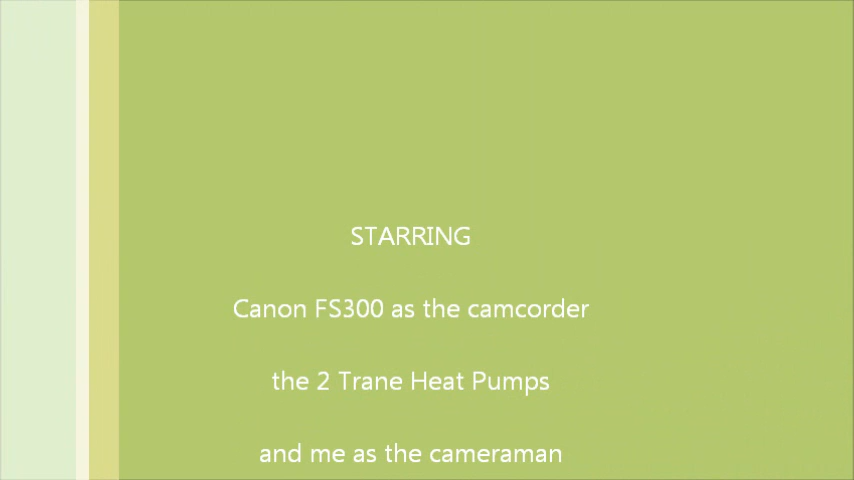 STARRING
Canon FS300 as the camcorder
the 2 Trane Heat Pumps
and me as the cameraman